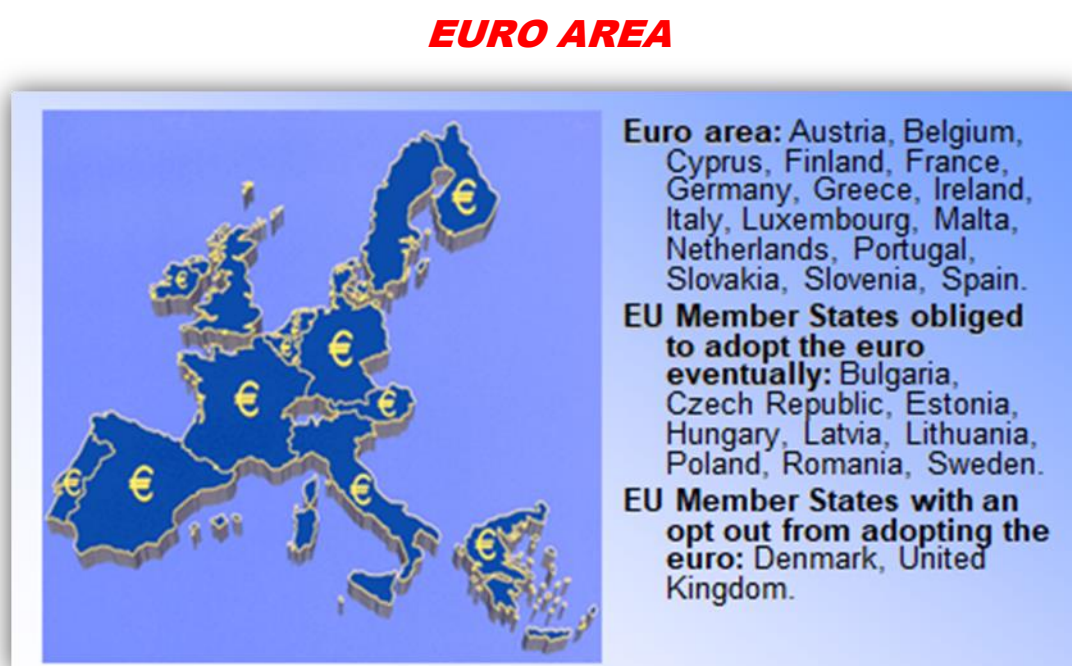 EURO AREA
Euro area: Austria, Belgium,
Cyprus, Finland, France,
Germany, Greece, Ireland,
Italy, Luxembourg, Malta,
Netherlands, Portugal,
Slovakia, Slovenia, Spain.
EU Member States obliged
to adopt the euro
eventually: Bulgaria,
Czech Republic, Estonia,
Hungary, Latvia, Lithuania,
Poland, Romania, Sweden.
EU Member States with an
opt out from adopting the
euro: Denmark, United
Kingdom.
€
€
€
€
€
€
€
€
€
€